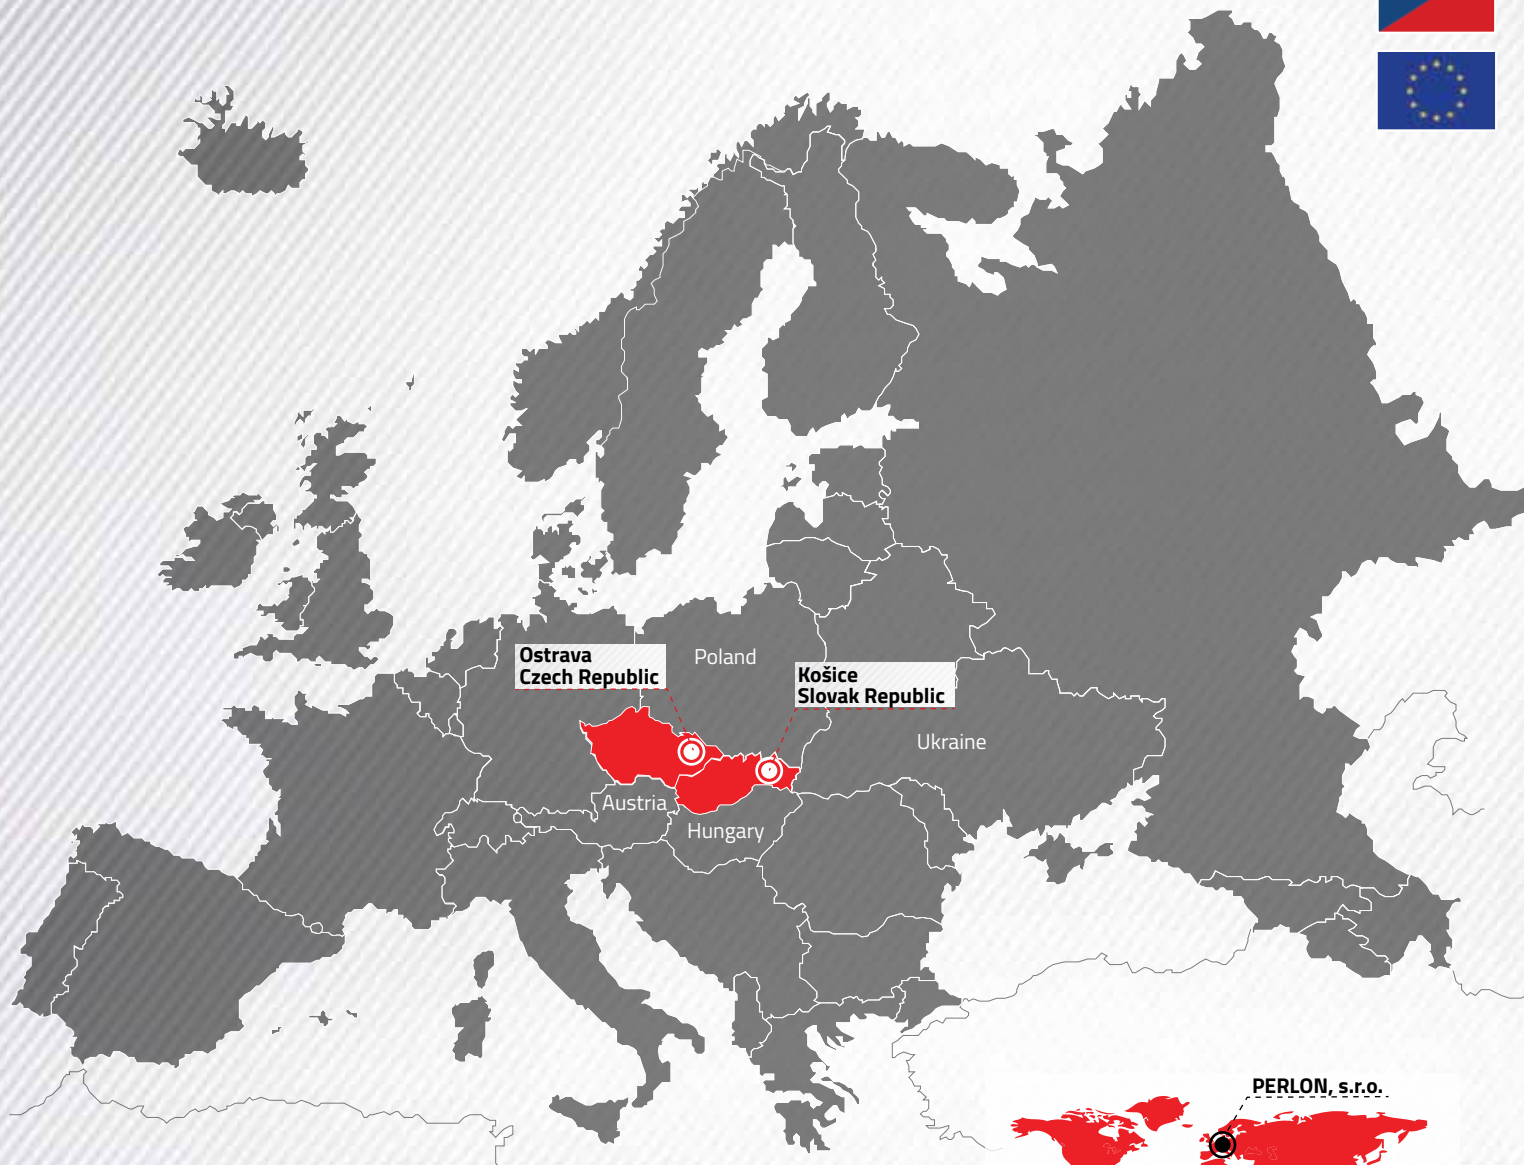 Ostrava
Czech Republic
Poland
Košice
Slovak Republic
Ukraine
Austria
Hungary
PERLON, s.r.o.